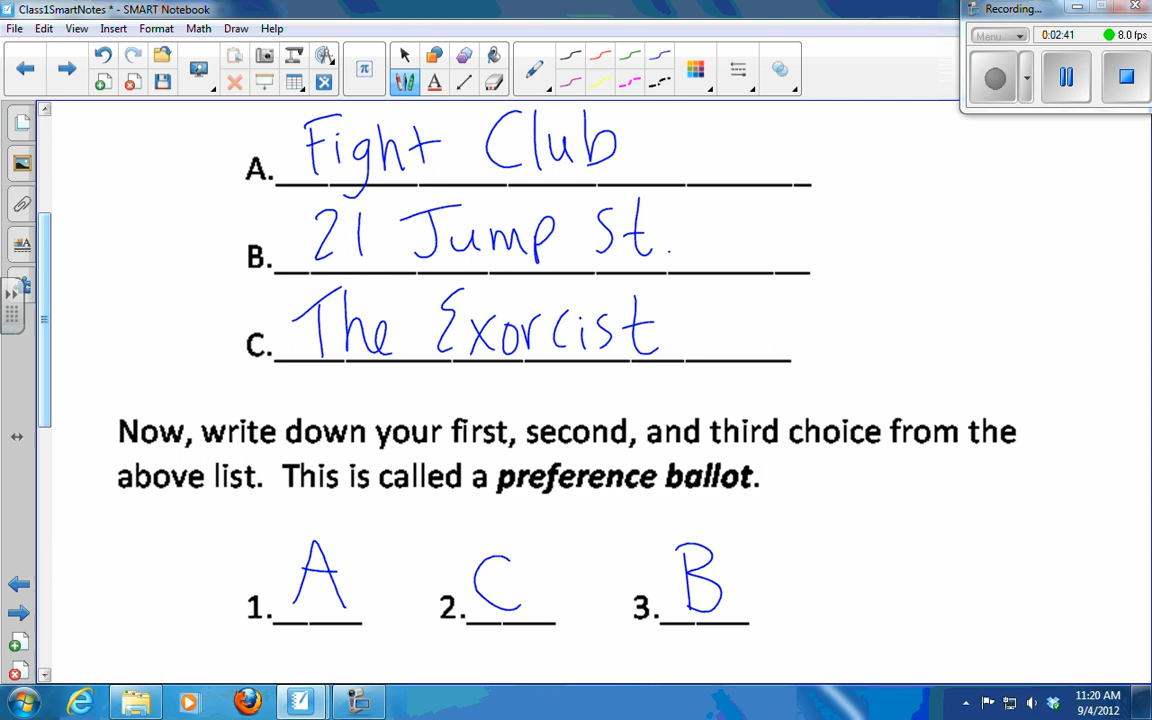 Class1SmartNotes * - SMART Notebook
Recording...
File Edit View Insert Format Math Draw Help
Menu 0:02:41 8.0 fps
π
A
A. Fight Club
B. 21 Jump St.
C. The Exorcist
Now, write down your first, second, and third choice from the
above list. This is called a preference ballot.
1. A 2. C 3. B
11:20 AM
9/4/2012